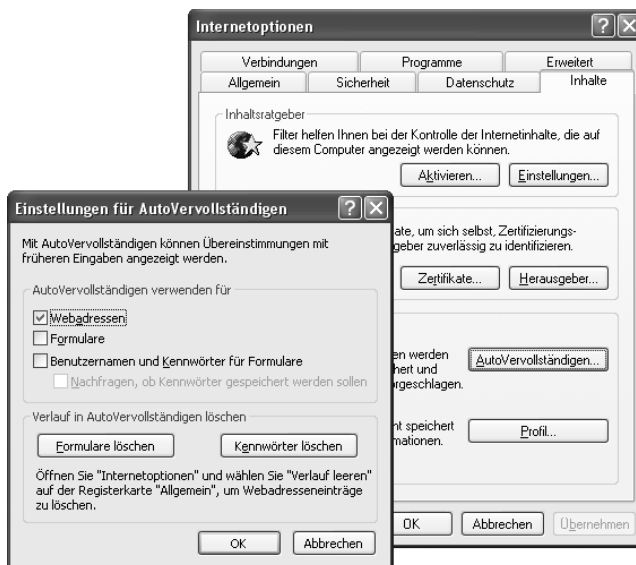 Internetoptionen
Verbindungen Programme Erweitert
Allgemein Sicherheit Datenschutz Inhalte
Inhaltsratgeber
Filter helfen Ihnen bei der Kontrolle der Internetinhalte, die auf
diesem Computer angezeigt werden können.
Aktivieren... Einstellungen...
ate, um sich selbst, Zertifizierungs-
geber zuverlässig zu identifizieren.
Zertifikate... Herausgeber...
en werden
hert und
orgeschlagen.
AutoVervollständigen...
nt speichert
mationen.
Profil...
OK Abbrechen Übernehmen
Einstellungen für AutoVervollständigen
Mit AutoVervollständigen können Übereinstimmungen mit
früheren Eingaben angezeigt werden.
AutoVervollständigen verwenden für
Webadressen
Formulare
Benutzernamen und Kennwörter für Formulare
Nachfragen, ob Kennwörter gespeichert werden sollen
Verlauf in AutoVervollständigen löschen
Formulare löschen Kennwörter löschen
Öffnen Sie "Internetoptionen" und wählen Sie "Verlauf leeren"
auf der Registerkarte "Allgemein", um Webadresseneinträge
zu löschen.
OK Abbrechen